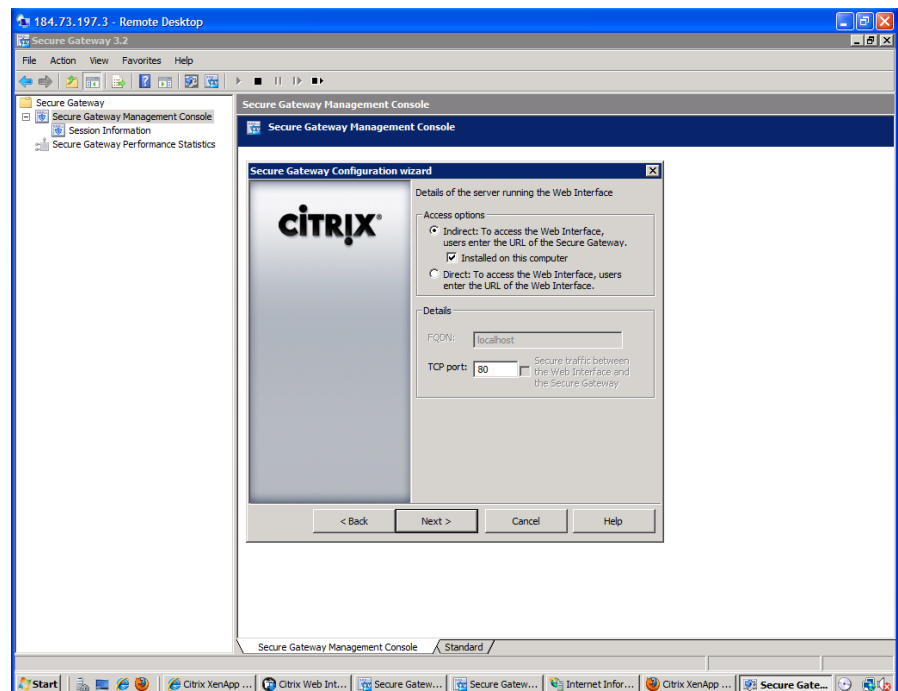 184.73.197.3 - Remote Desktop
Secure Gateway 3.2
File Action View Favorites Help
Secure Gateway
Secure Gateway Management Console
Session Information
Secure Gateway Performance Statistics
Secure Gateway Management Console
Secure Gateway Management Console
Secure Gateway Configuration wizard
CITRIX®
Details of the server running the Web Interface
Access options
Indirect: To access the Web Interface,
users enter the URL of the Secure Gateway.
Installed on this computer
Direct: To access the Web Interface, users
enter the URL of the Web Interface.
Details
FQDN: localhost
TCP port: 80
Secure traffic between
the Web Interface and
the Secure Gateway
< Back Next > Cancel Help
Secure Gateway Management Console Standard
Start Citrix XenApp ... Citrix Web Int... Secure Gatew... Secure Gatew... Internet Infor... Citrix XenApp ... Secure Gate...